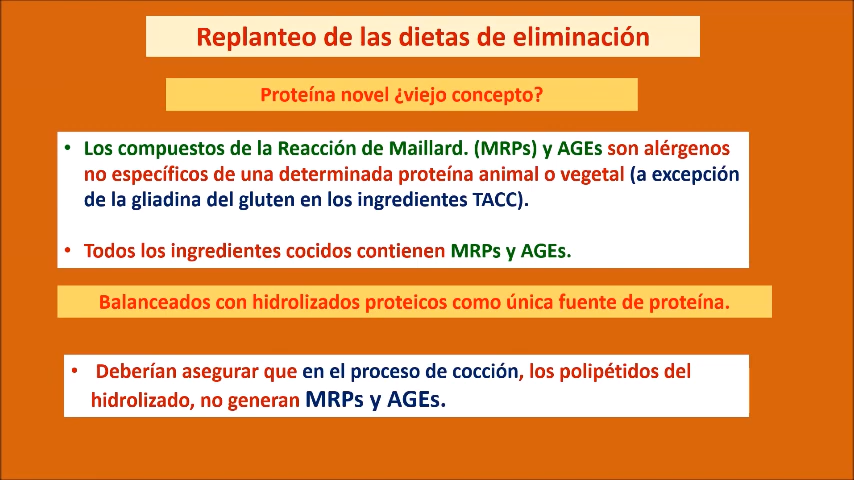 Replanteo de las dietas de eliminación
Proteína novel ¿viejo concepto?
• Los compuestos de la Reacción de Maillard. (MRPs) y AGEs son alérgenos
no específicos de una determinada proteína animal o vegetal (a excepción
de la gliadina del gluten en los ingredientes TACC).
• Todos los ingredientes cocidos contienen MRPs y AGEs.
Balanceados con hidrolizados proteicos como única fuente de proteína.
• Deberían asegurar que en el proceso de cocción, los polipétidos del
hidrolizado, no generan MRPs y AGEs.